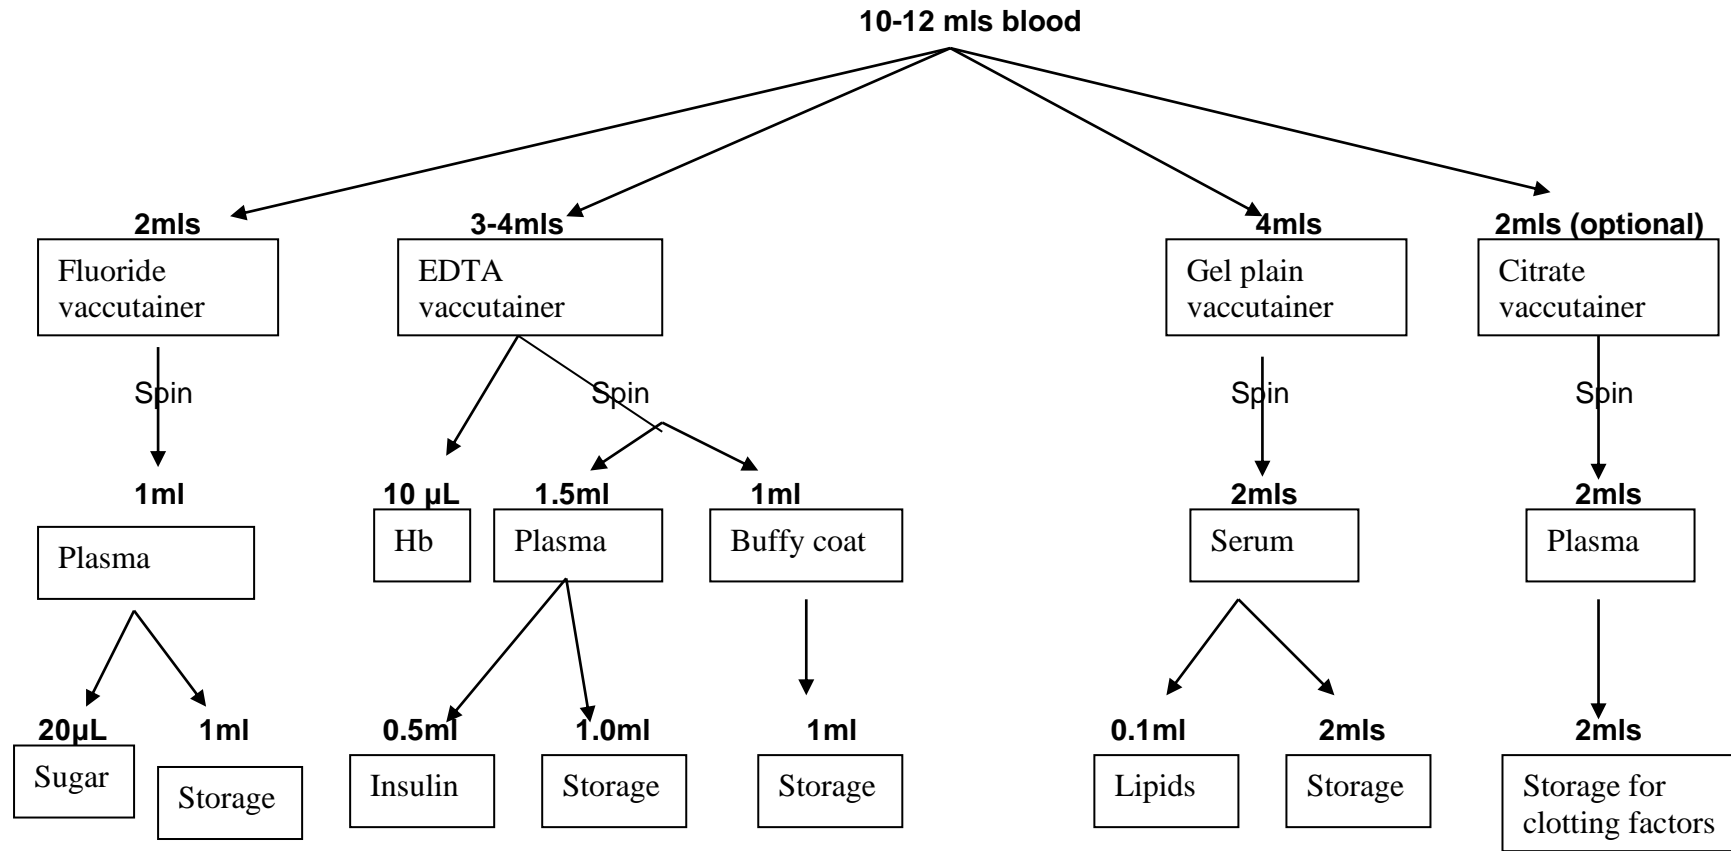 10-12 mls blood
2mls
3-4mls
4mls
2mls (optional)
Fluoride
vaccutainer
EDTA
vaccutainer
Gel plain
vaccutainer
Citrate
vaccutainer
Spin
Spin
Spin
Spin
1ml
10 µL
1.5ml
1ml
2mls
2mls
Plasma
Hb
Plasma
Buffy coat
Serum
Plasma
20µL
1ml
0.5ml
1.0ml
1ml
0.1ml
2mls
2mls
Sugar
Storage
Insulin
Storage
Storage
Lipids
Storage
Storage for
clotting factors